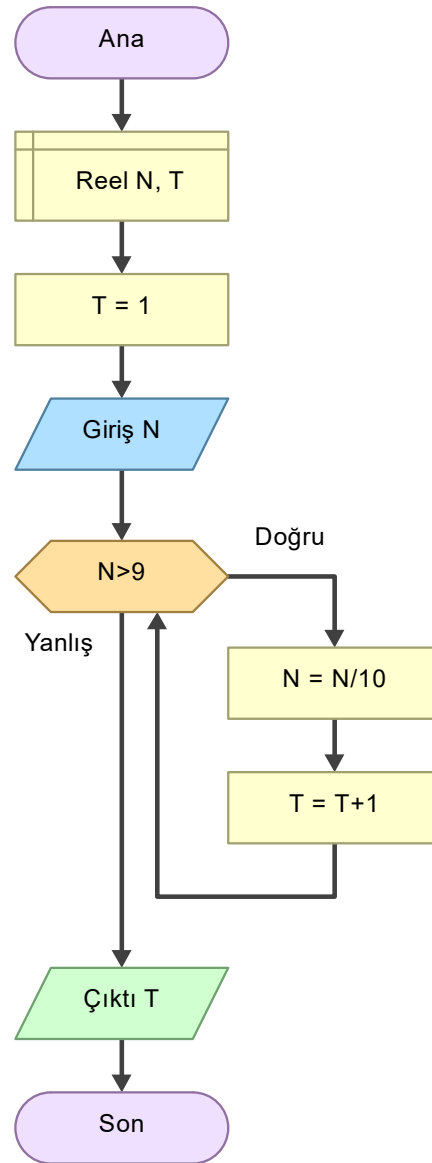 Ana
Reel N, T
T = 1
Giriş N
N>9
Doğru
Yanlış
N = N/10
T = T+1
Çıktı T
Son